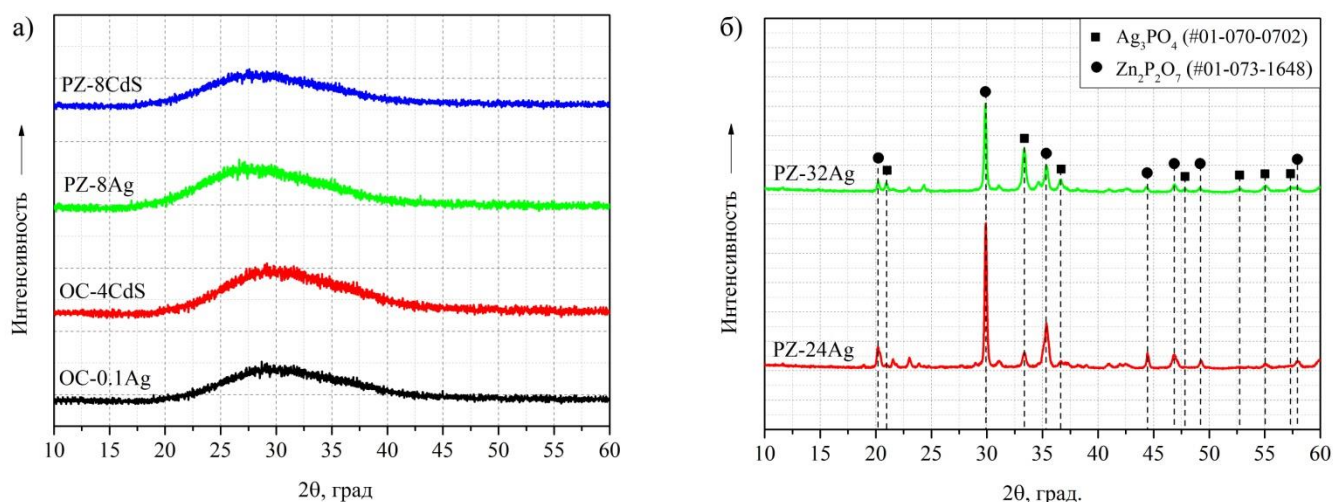 а)
PZ-8CdS
PZ-8Ag
OC-4CdS
OC-0.1Ag
Интенсивность
10 15 20 25 30 35 40 45 50 55 60
2θ, град
б)
Ag₃PO₄ (#01-070-0702)
Zn₂P₂O₇ (#01-073-1648)
PZ-32Ag
PZ-24Ag
Интенсивность
10 15 20 25 30 35 40 45 50 55 60
2θ, град.